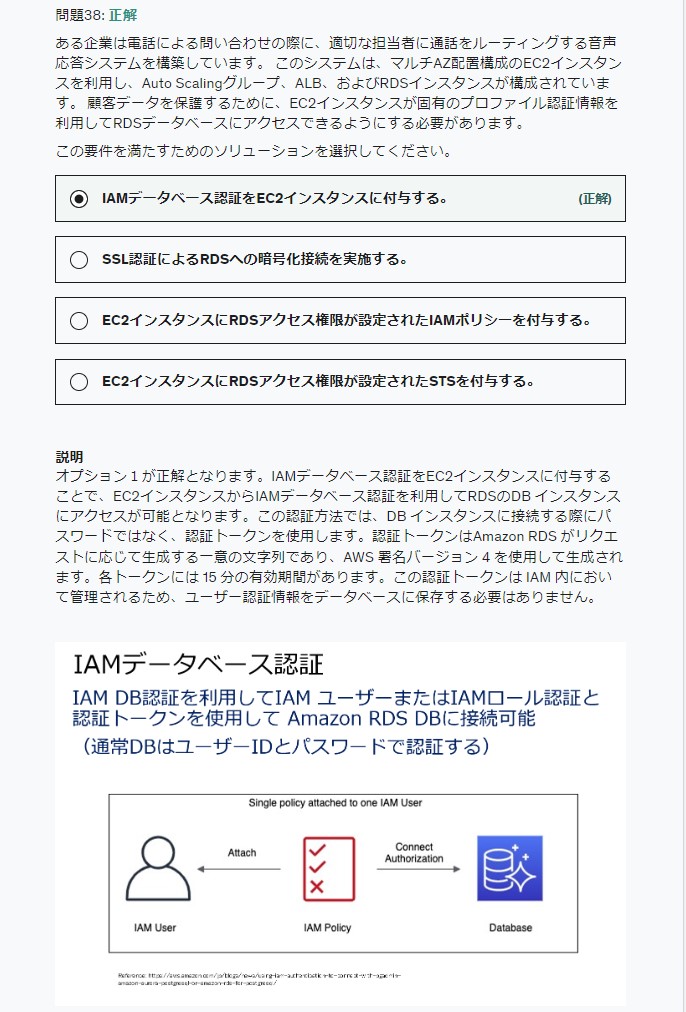 問題38: 正解
ある企業は電話による問い合わせの際に、適切な担当者に通話をルーティングする音声
応答システムを構築しています。 このシステムは、マルチAZ配置構成のEC2インスタン
スを利用し、Auto Scalingグループ、ALB、およびRDSインスタンスが構成されていま
す。 顧客データを保護するために、EC2インスタンスが固有のプロファイル認証情報を
利用してRDSデータベースにアクセスできるようにする必要があります。
この要件を満たすためのソリューションを選択してください。
IAMデータベース認証をEC2インスタンスに付与する。 (正解)
SSL認証によるRDSへの暗号化接続を実施する。
EC2インスタンスにRDSアクセス権限が設定されたIAMポリシーを付与する。
EC2インスタンスにRDSアクセス権限が設定されたSTSを付与する。
説明
オプション１が正解となります。IAMデータベース認証をEC2インスタンスに付与する
ことで、EC2インスタンスからIAMデータベース認証を利用してRDSのDB インスタンス
にアクセスが可能となります。この認証方法では、DB インスタンスに接続する際にパ
スワードではなく、認証トークンを使用します。認証トークンはAmazon RDS がリクエ
ストに応じて生成する一意の文字列であり、AWS 署名バージョン 4 を使用して生成され
ます。各トークンには 15 分の有効期間があります。この認証トークンは IAM 内におい
て管理されるため、ユーザー認証情報をデータベースに保存する必要はありません。
IAMデータベース認証
IAM DB認証を利用してIAM ユーザーまたはIAMロール認証と
認証トークンを使用して Amazon RDS DBに接続可能
（通常DBはユーザーIDとパスワードで認証する）
Single policy attached to one IAM User
Attach
Connect
Authorization
IAM User
IAM Policy
Database